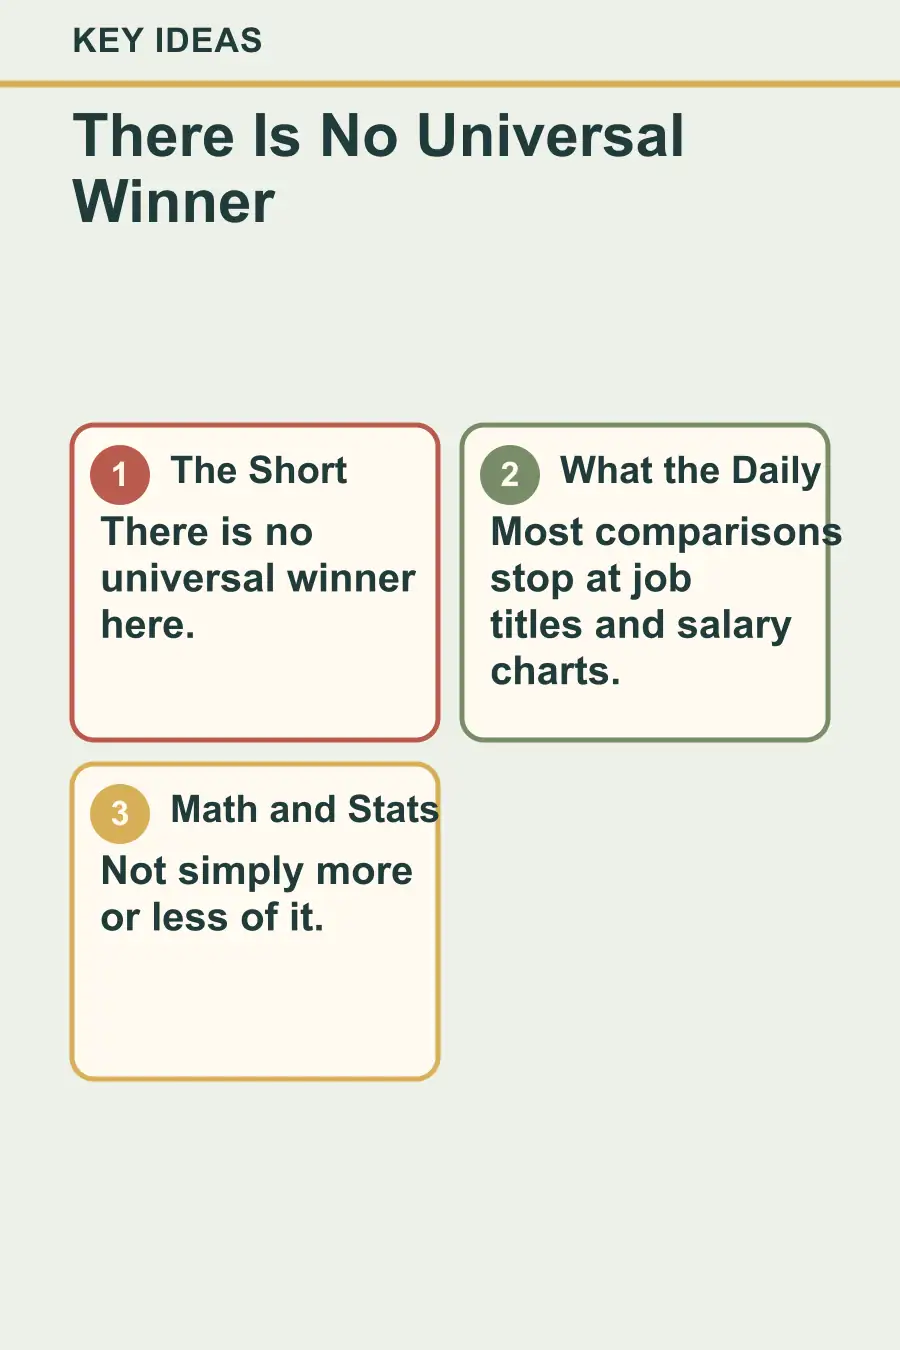 KEY IDEAS
There Is No Universal
Winner
1
The Short
There is no
universal winner
here.
2
What the Daily
Most comparisons
stop at job
titles and salary
charts.
3
Math and Stats
Not simply more
or less of it.